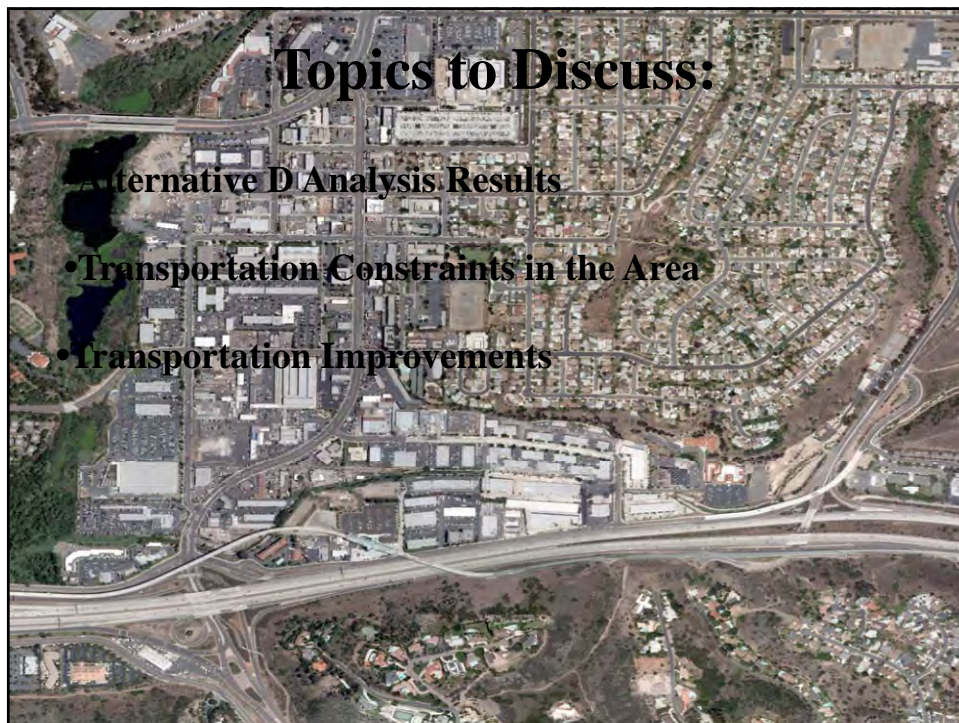 Topics to Discuss:
•Alternative D Analysis Results
•Transportation Constraints in the Area
•Transportation Improvements